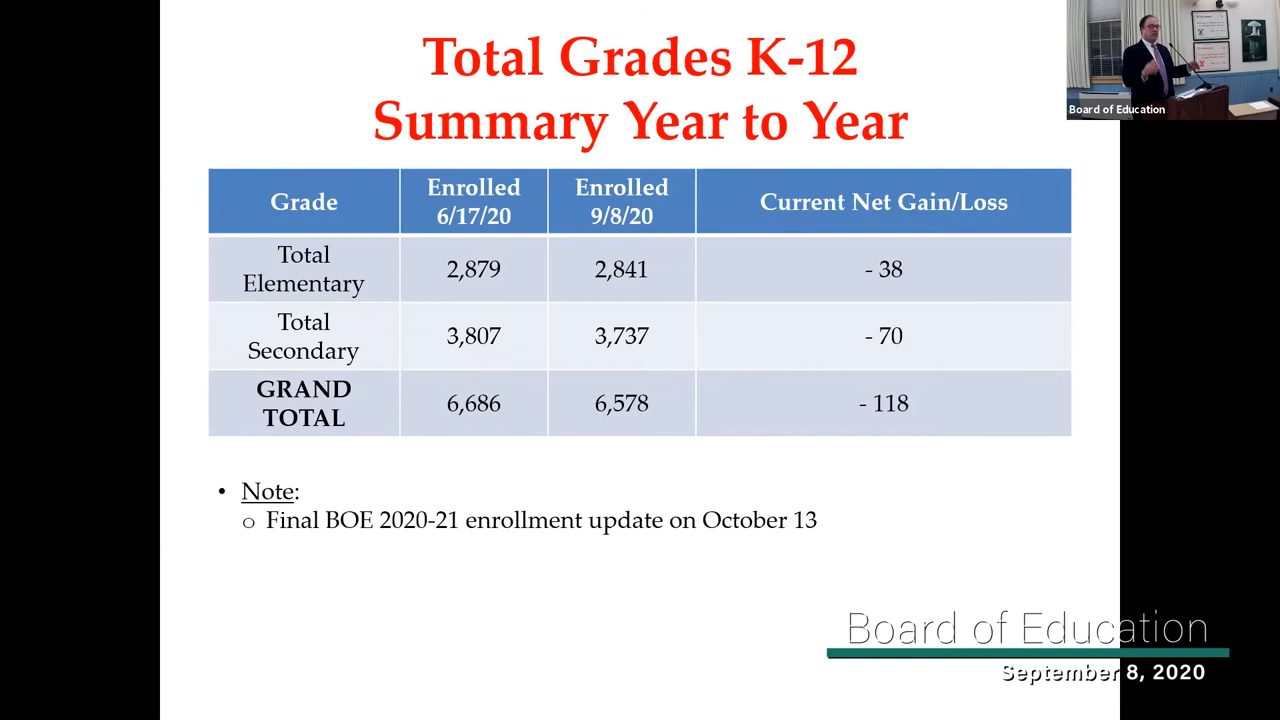 Total Grades K-12
Summary Year to Year
Grade
Enrolled
6/17/20
Enrolled
9/8/20
Current Net Gain/Loss
Total
Elementary
2,879
2,841
- 38
Total
Secondary
3,807
3,737
- 70
GRAND
TOTAL
6,686
6,578
- 118
• Note:
o Final BOE 2020-21 enrollment update on October 13
Board of Education
Board of Education
September 8, 2020